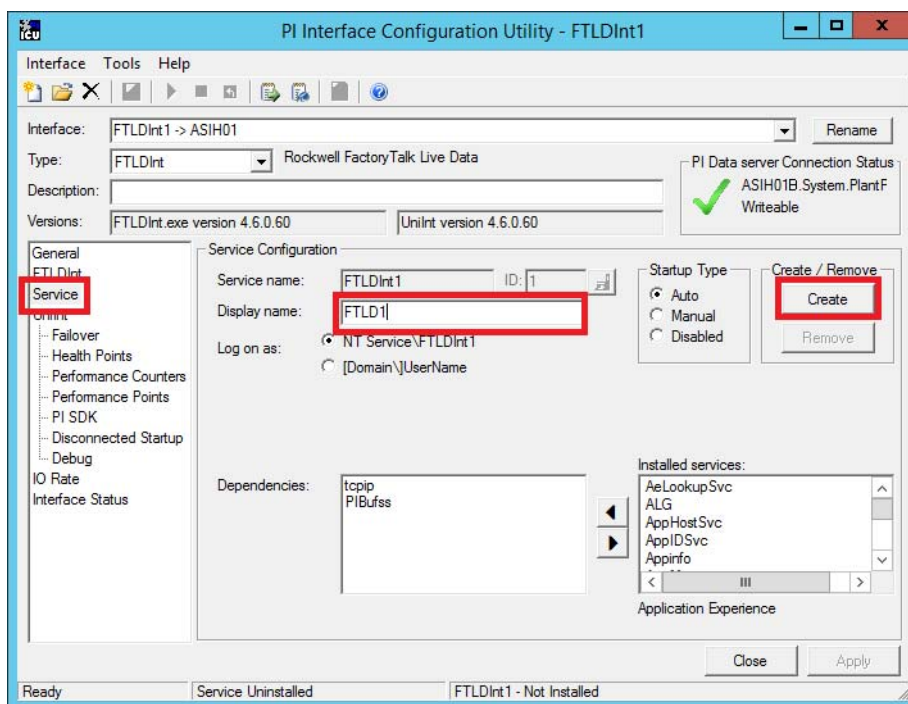 ICU
PI Interface Configuration Utility - FTLDInt1
Interface Tools Help
Interface: FTLDInt1 -> ASIH01 Rename
Type: FTLDInt Rockwell FactoryTalk Live Data
PI Data server Connection Status
ASIH01B.System.PlantF
Writeable
Description:
Versions: FTLDInt.exe version 4.6.0.60 UniInt version 4.6.0.60
General
FTLDInt
Service
UniInt
Failover
Health Points
Performance Counters
Performance Points
PI SDK
Disconnected Startup
Debug
IO Rate
Interface Status
Service Configuration
Service name: FTLDInt1 ID: 1
Display name: FTLD1
Log on as: NT Service\FTLDInt1
[Domain\]UserName
Startup Type
Auto
Manual
Disabled
Create / Remove
Create
Remove
Dependencies: tcpip
PIBufss
Installed services:
AeLookupSvc
ALG
AppHostSvc
AppIDSvc
Appinfo
Application Experience
Close Apply
Ready Service Uninstalled FTLDInt1 - Not Installed